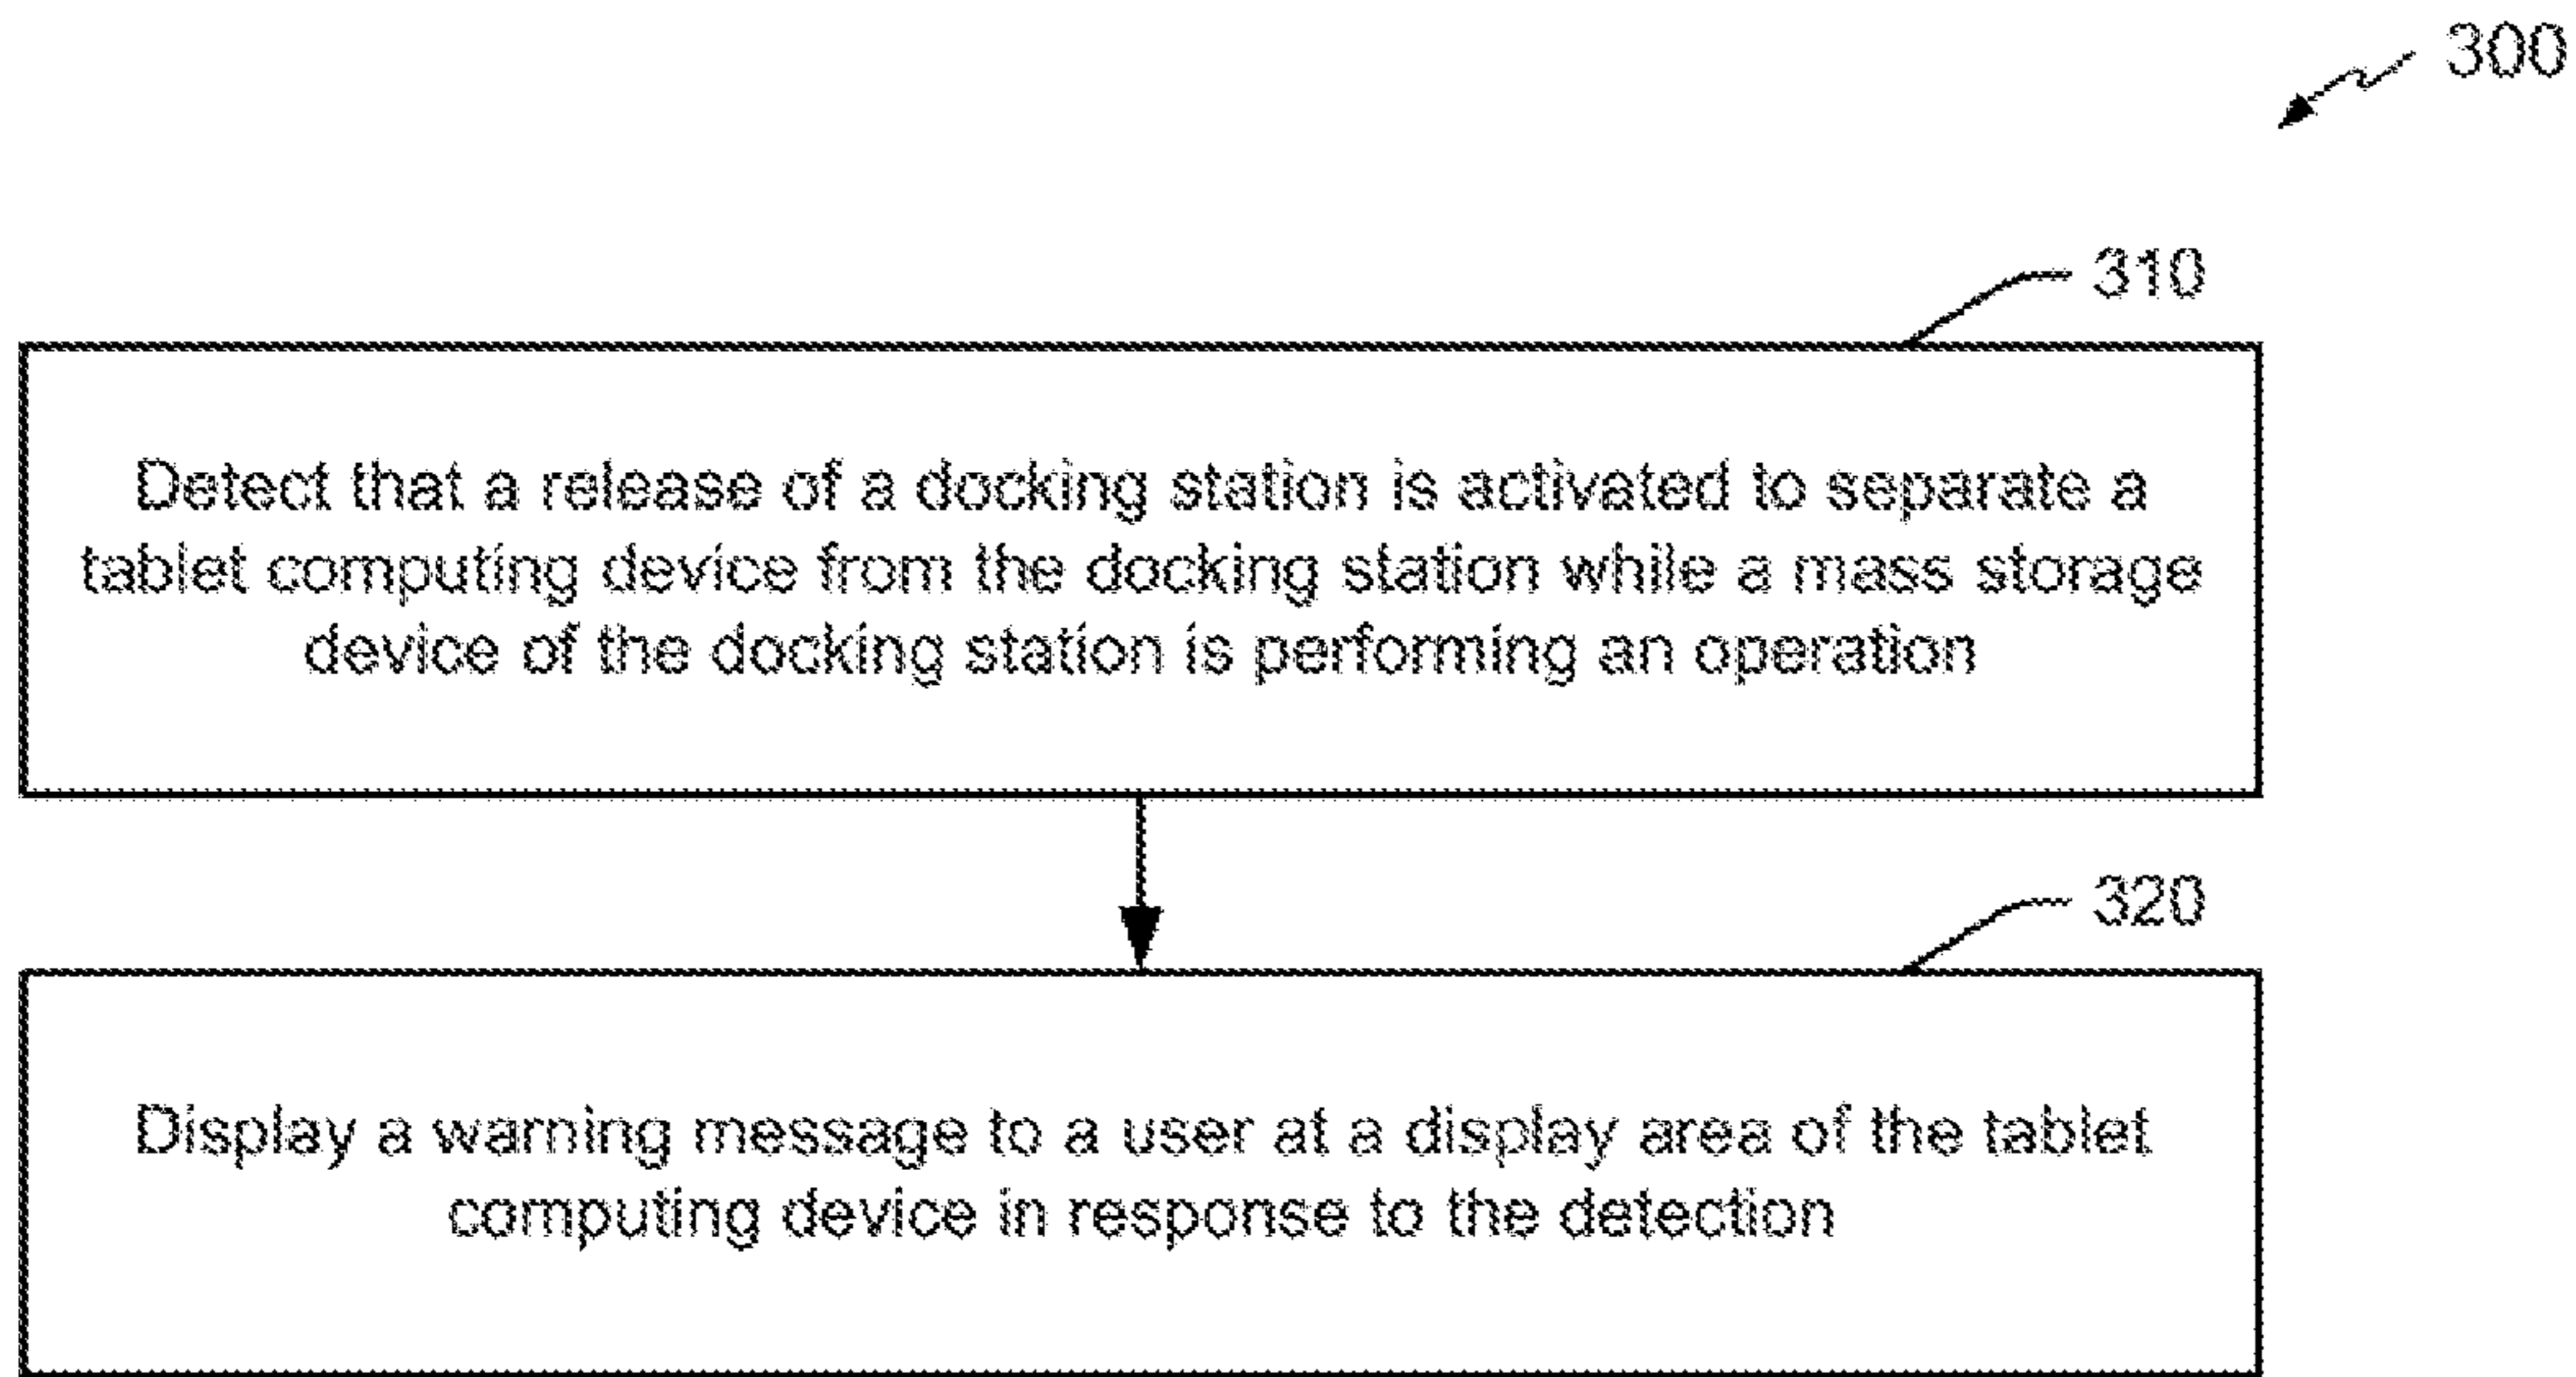 300
310
Detect that a release of a docking station is activated to separate a
tablet computing device from the docking station while a mass storage
device of the docking station is performing an operation
320
Display a warning message to a user at a display area of the tablet
computing device in response to the detection